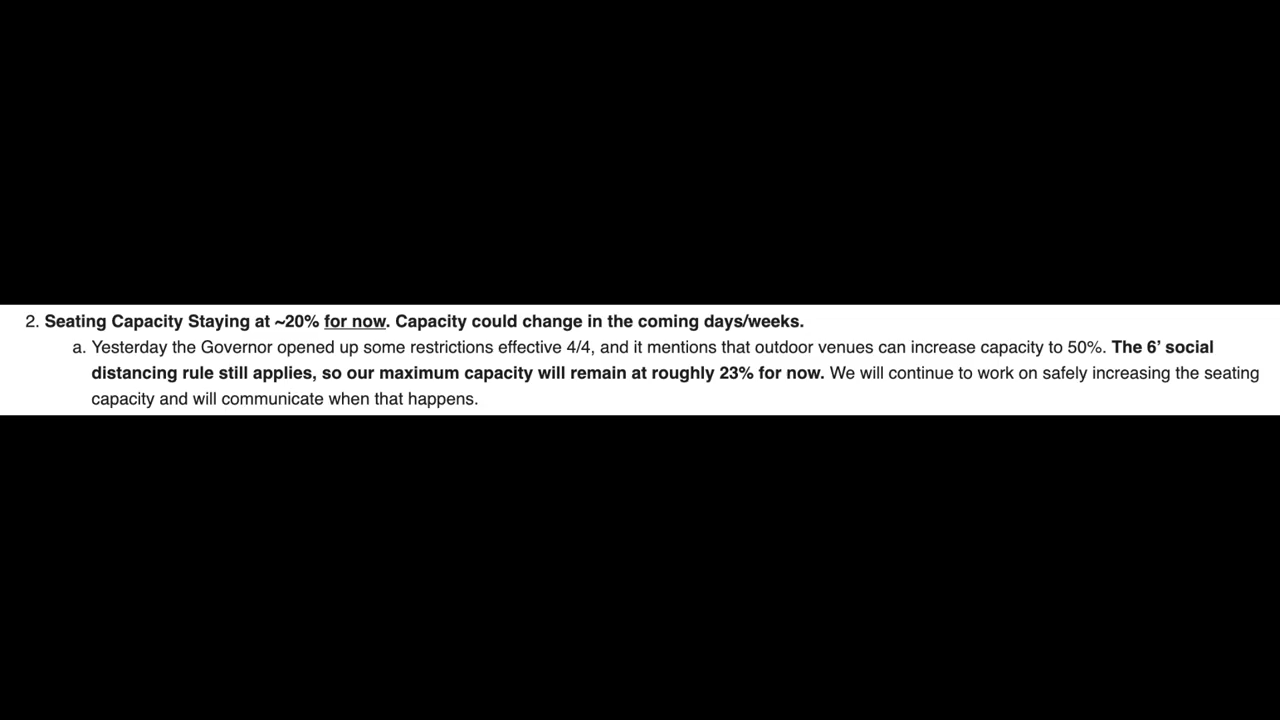 2. Seating Capacity Staying at ~20% for now. Capacity could change in the coming days/weeks.
a. Yesterday the Governor opened up some restrictions effective 4/4, and it mentions that outdoor venues can increase capacity to 50%. The 6’ social
distancing rule still applies, so our maximum capacity will remain at roughly 23% for now. We will continue to work on safely increasing the seating
capacity and will communicate when that happens.